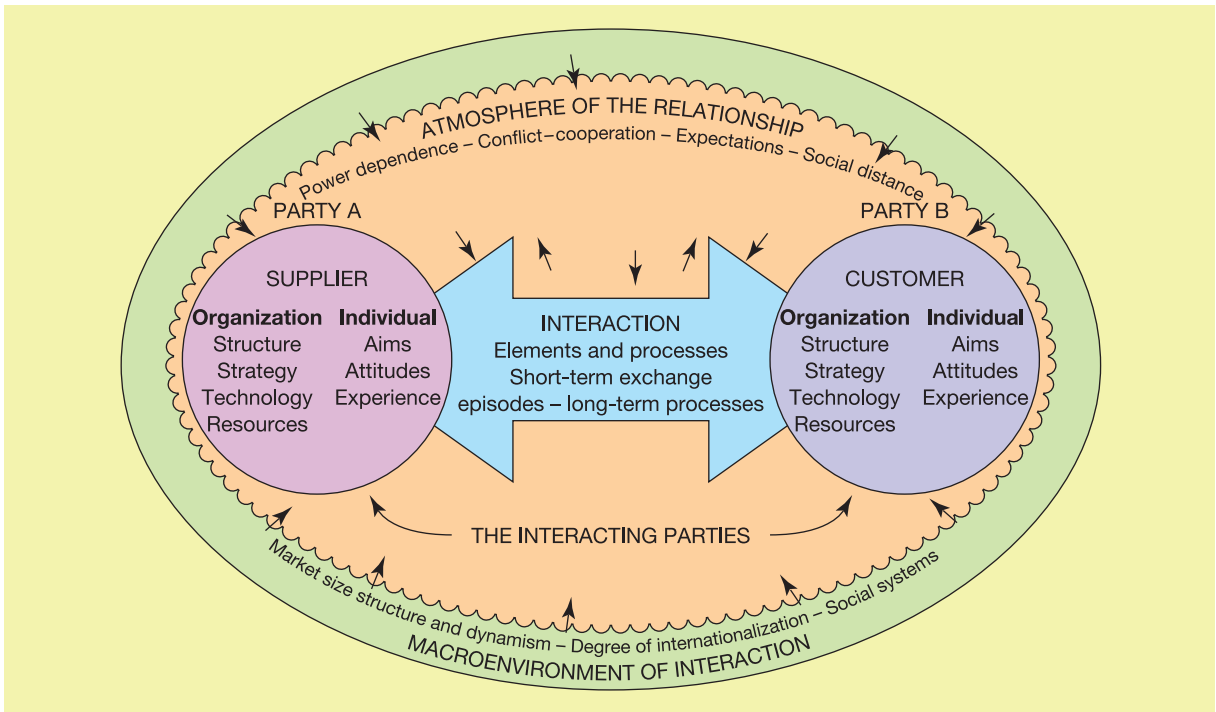 ATMOSPHERE OF THE RELATIONSHIP
Power dependence – Conflict–cooperation – Expectations – Social distance
PARTY A
PARTY B
SUPPLIER
Organization Individual
Structure Aims
Strategy Attitudes
Technology Experience
Resources
INTERACTION
Elements and processes
Short-term exchange
episodes – long-term processes
CUSTOMER
Organization Individual
Structure Aims
Strategy Attitudes
Technology Experience
Resources
THE INTERACTING PARTIES
Market size structure and dynamism – Degree of internationalization – Social systems
MACROENVIRONMENT OF INTERACTION